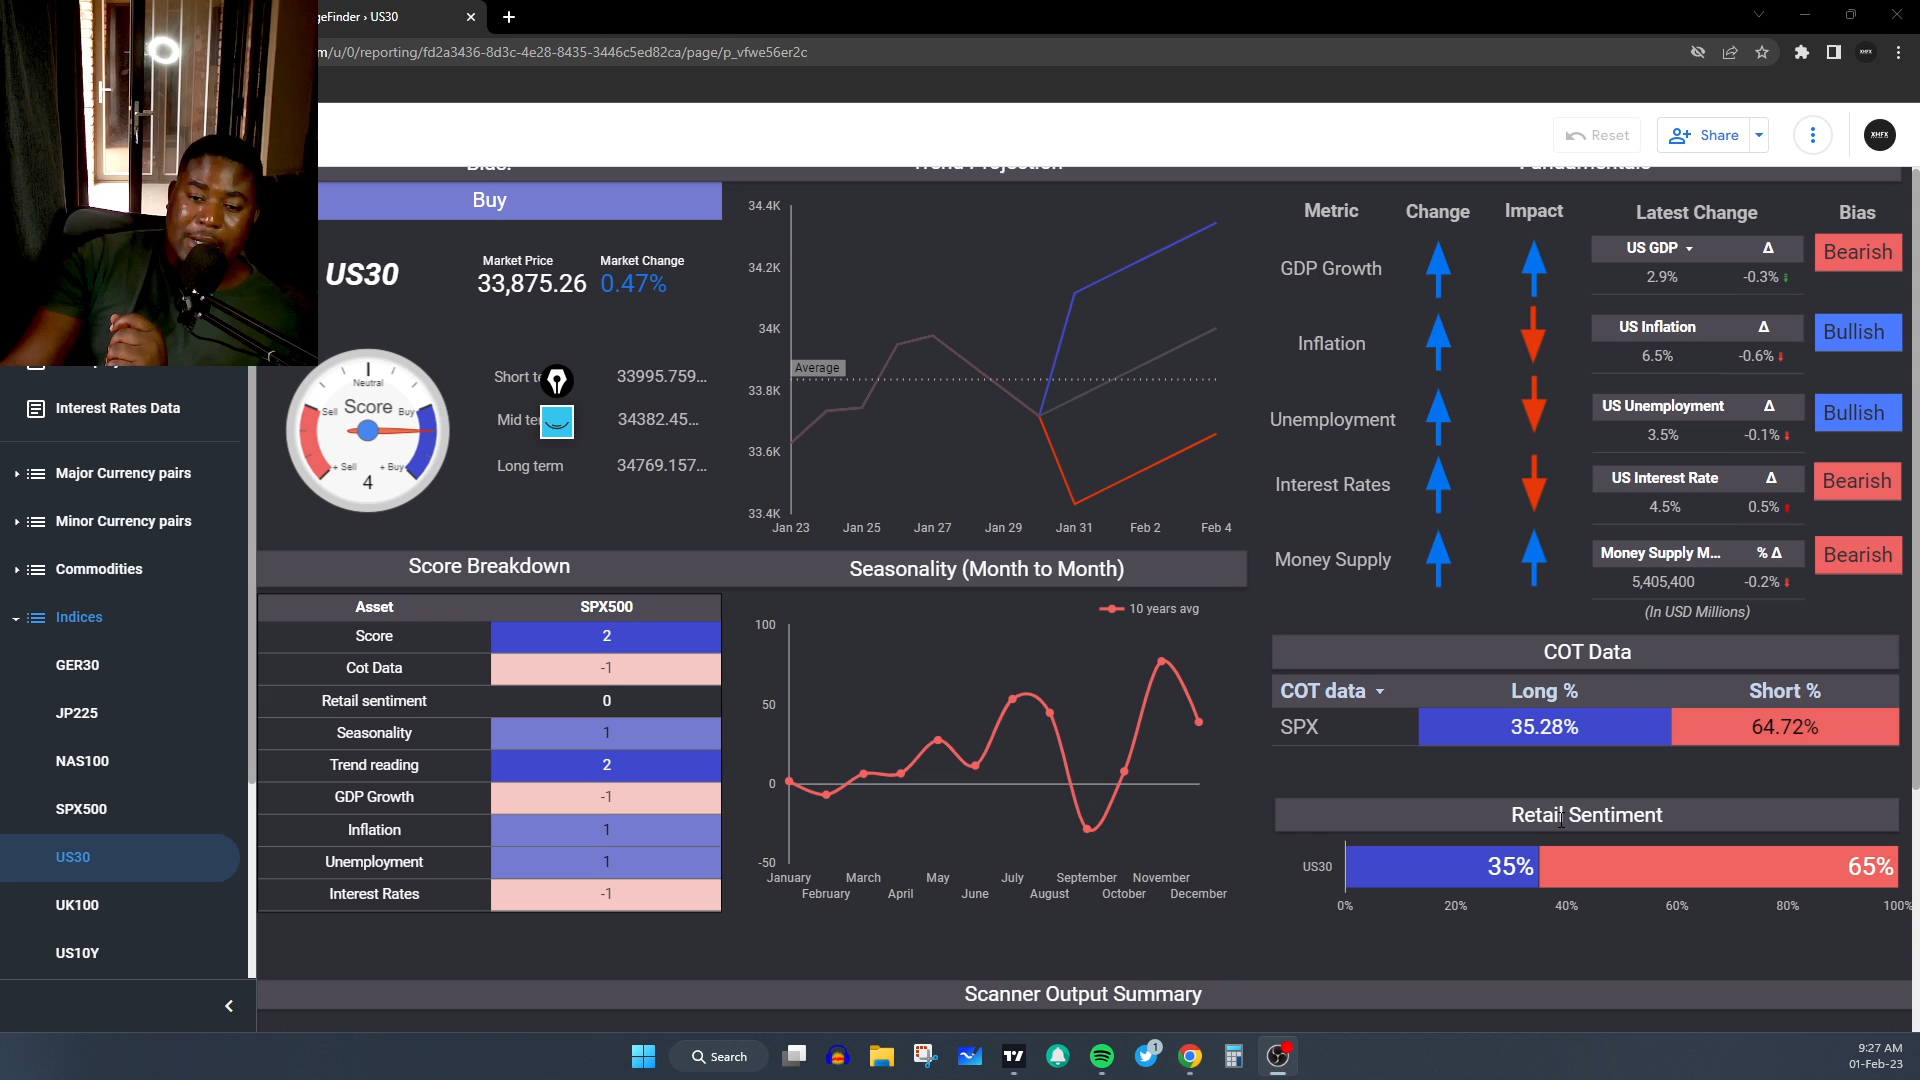 geFinder › US30
m/u/0/reporting/fd2a3436-8d3c-4e28-8435-3446c5ed82ca/page/p_vfwe56er2c
Reset
Share
XHFX
Buy
US30
Market Price
33,875.26
Market Change
0.47%
Neutral
Sell
Score
Buy
+ Sell
+ Buy
4
Short te
33995.759...
Mid te
34382.45...
Long term
34769.157...
Trend Projection
34.4K
34.2K
34K
33.8K
33.6K
33.4K
Average
Jan 23
Jan 25
Jan 27
Jan 29
Jan 31
Feb 2
Feb 4
Fundamentals
Metric Change Impact Latest Change Bias
GDP Growth
US GDP Δ
2.9% -0.3%
Bearish
Inflation
US Inflation Δ
6.5% -0.6%
Bullish
Unemployment
US Unemployment Δ
3.5% -0.1%
Bullish
Interest Rates
US Interest Rate Δ
4.5% 0.5%
Bearish
Money Supply
Money Supply M... % Δ
5,405,400 -0.2%
Bearish
(In USD Millions)
Interest Rates Data
Major Currency pairs
Minor Currency pairs
Commodities
Indices
GER30
JP225
NAS100
SPX500
US30
UK100
US10Y
Score Breakdown
Asset SPX500
Score 2
Cot Data -1
Retail sentiment 0
Seasonality 1
Trend reading 2
GDP Growth -1
Inflation 1
Unemployment 1
Interest Rates -1
Seasonality (Month to Month)
10 years avg
100
50
0
-50
January
February
March
April
May
June
July
August
September
October
November
December
COT Data
COT data Long % Short %
SPX 35.28% 64.72%
Retail Sentiment
US30 35% 65%
0% 20% 40% 60% 80% 100%
Scanner Output Summary
Search
1
9:27 AM
01-Feb-23